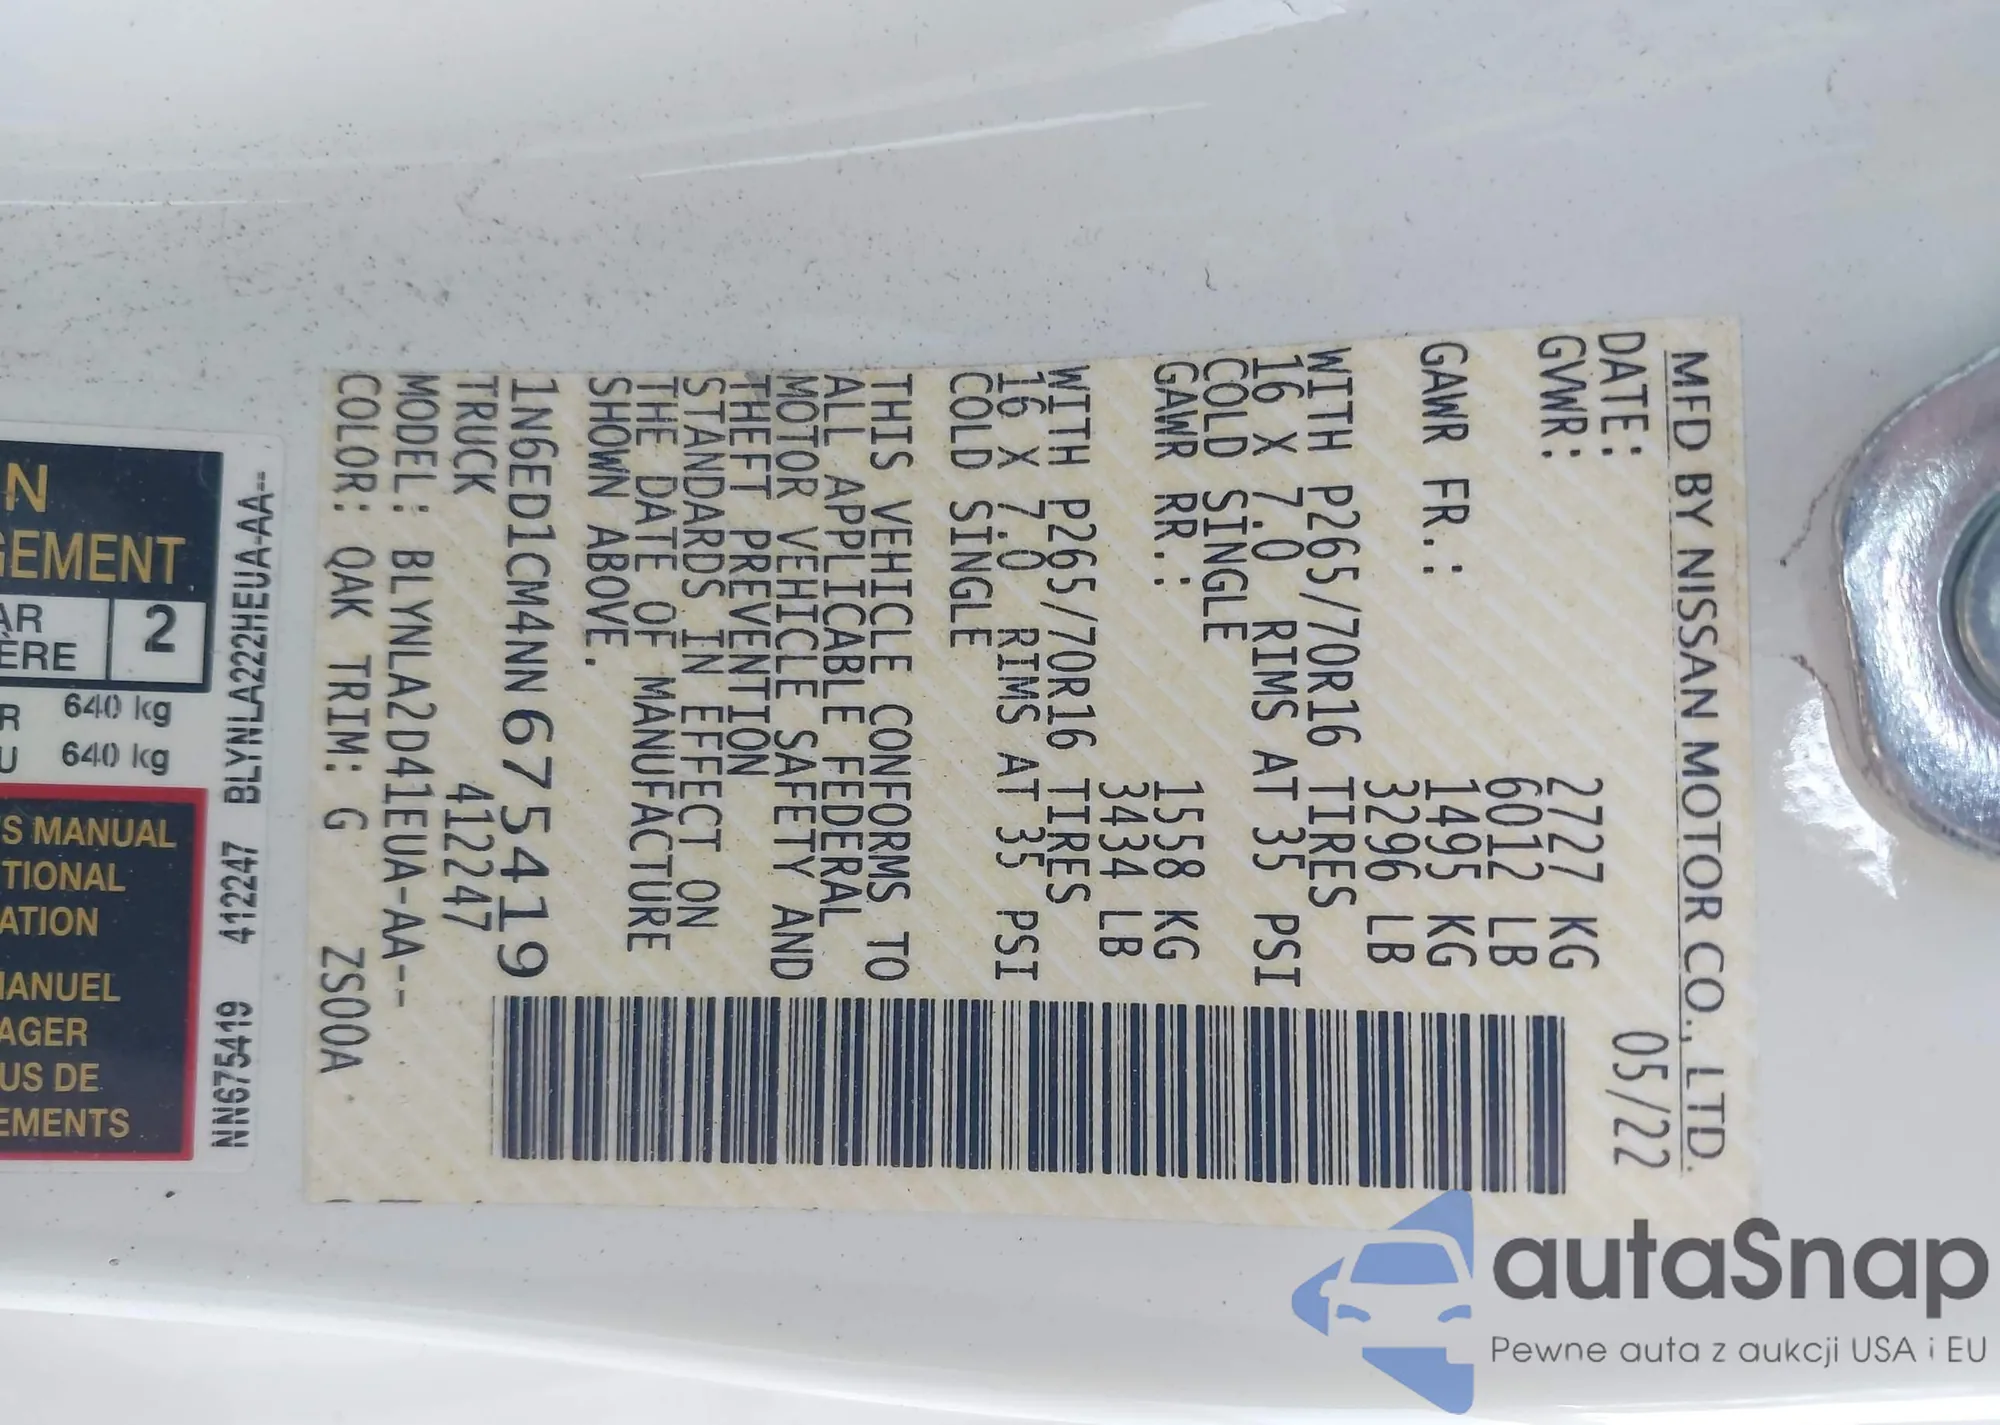 MFD BY NISSAN MOTOR CO., LTD.
DATE: 05/22
GVWR: 2727 KG
6012 LB
GAWR FR.: 1495 KG
3296 LB
WITH P265/70R16 TIRES
16 X 7.0 RIMS AT 35 PSI
COLD SINGLE
GAWR RR.: 1558 KG
3434 LB
WITH P265/70R16 TIRES
16 X 7.0 RIMS AT 35 PSI
COLD SINGLE
THIS VEHICLE CONFORMS TO
ALL APPLICABLE FEDERAL
MOTOR VEHICLE SAFETY AND
THEFT PREVENTION
STANDARDS IN EFFECT ON
THE DATE OF MANUFACTURE
SHOWN ABOVE.
1N6ED1CM4NN675419
TRUCK 412247
MODEL: BLYNLA2D41EUA-AA--
COLOR: QAK TRIM: G ZS00A
BLYNLA222HEUA-AA--
412247
NN675419
N
GEMENT
AR
ÈRE
2
R 640 kg
U 640 kg
'S MANUAL
TIONAL
ATION
MANUEL
AGER
US DE
EMENTS
autaSnap
Pewne auta z aukcji USA i EU